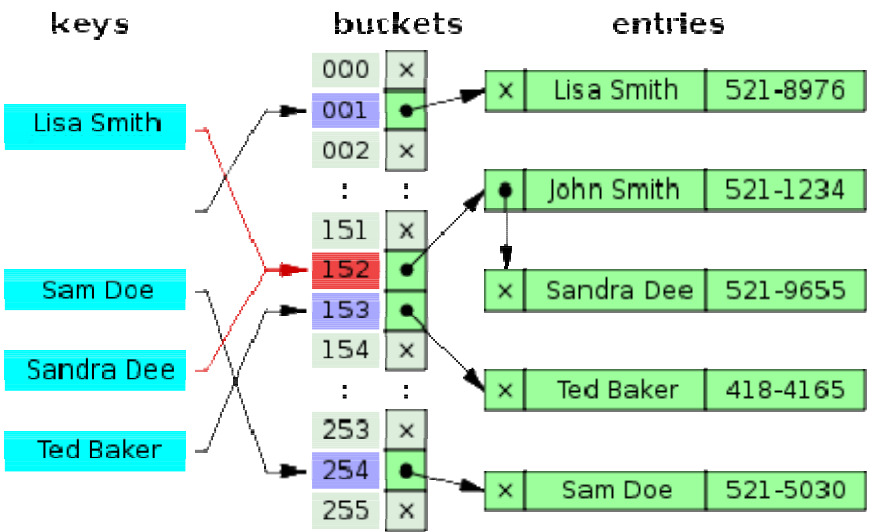 keys buckets entries
000 ×
Lisa Smith 521-8976
001
Lisa Smith
002 ×
: :
John Smith 521-1234
151 ×
152
Sam Doe
× Sandra Dee 521-9655
153
154 ×
Sandra Dee
: :
× Ted Baker 418-4165
253 ×
Ted Baker
254
× Sam Doe 521-5030
255 ×